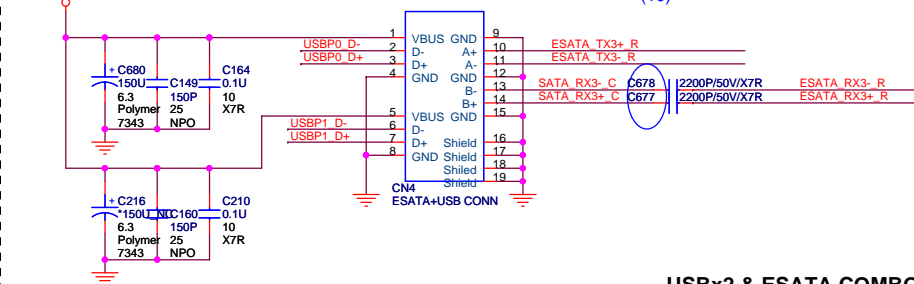 USBP0_D-
USBP0_D+
USBP1_D-
USBP1_D+
1
2
3
4
5
6
7
8
VBUS GND
D- A+
D+ A-
GND GND
B-
B+
VBUS GND
D-
D+ Shield
GND Shield
Shiled
Shield
9
10
11
12
13
14
15
16
17
18
19
CN4
ESATA+USB CONN
ESATA_TX3+_R
ESATA_TX3-_R
SATA_RX3-_C C678 2200P/50V/X7R ESATA_RX3-_R
SATA_RX3+_C C677 2200P/50V/X7R ESATA_RX3+_R
+ C680
150U
6.3
Polymer
7343
C149
150P
25
NPO
C164
0.1U
10
X7R
+ C216
*150U_NC
6.3
Polymer
7343
C160
150P
25
NPO
C210
0.1U
10
X7R